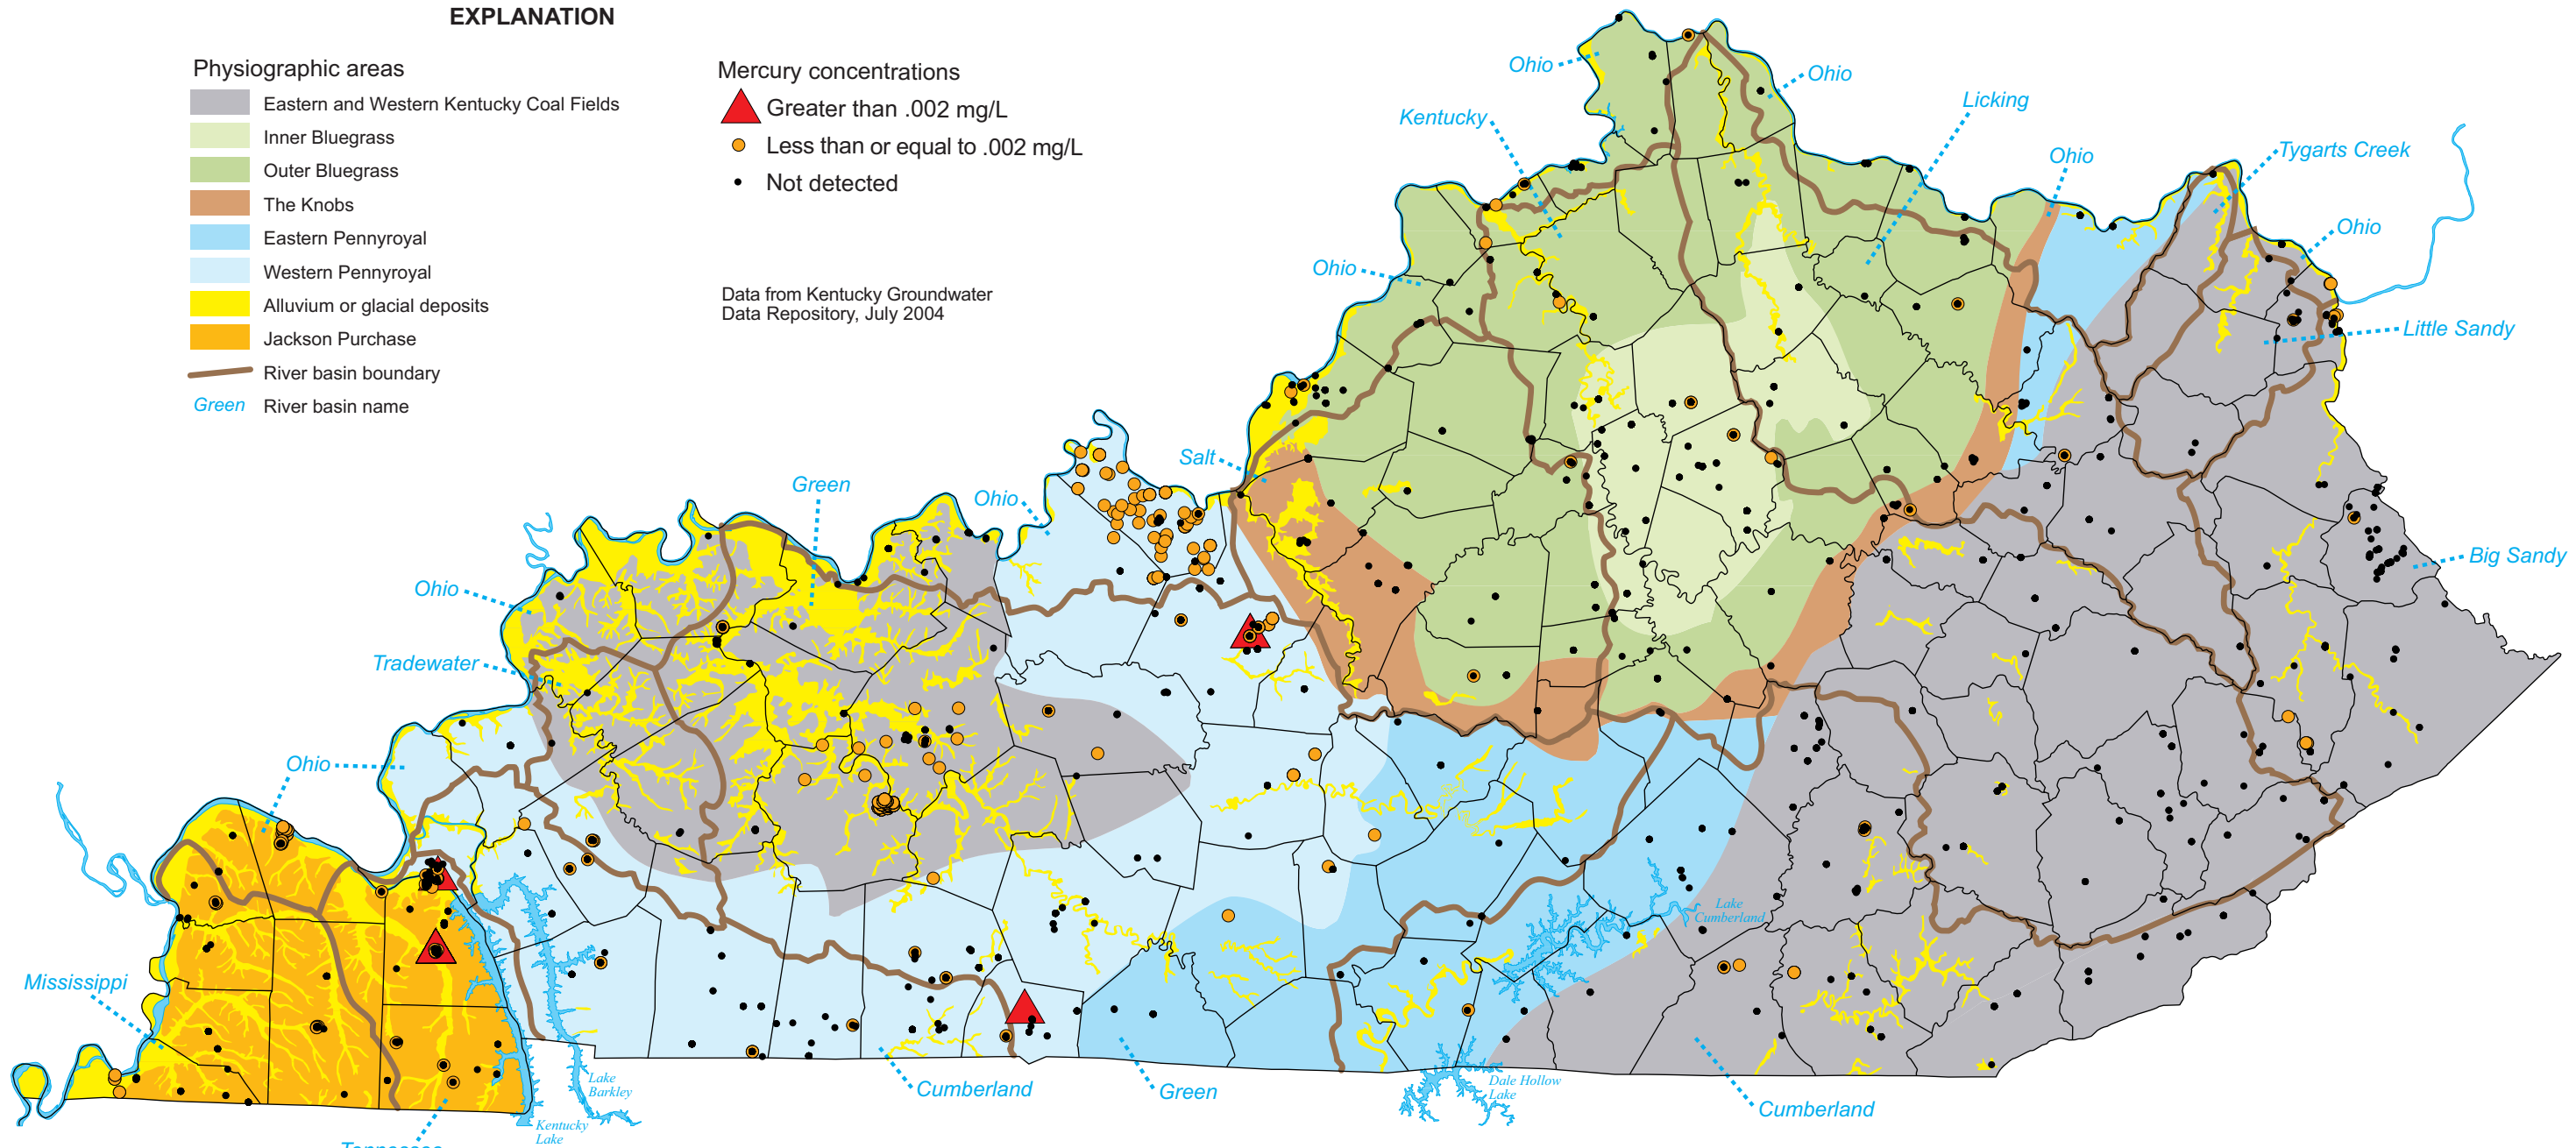 EXPLANATION
Physiographic areas
Eastern and Western Kentucky Coal Fields
Inner Bluegrass
Outer Bluegrass
The Knobs
Eastern Pennyroyal
Western Pennyroyal
Alluvium or glacial deposits
Jackson Purchase
River basin boundary
Green River basin name
Mercury concentrations
Greater than .002 mg/L
Less than or equal to .002 mg/L
Not detected
Data from Kentucky Groundwater
Data Repository, July 2004
Ohio
Ohio
Kentucky
Licking
Ohio
Tygarts Creek
Ohio
Ohio
Little Sandy
Salt
Green
Ohio
Big Sandy
Ohio
Tradewater
Ohio
Lake
Cumberland
Mississippi
Lake
Barkley
Kentucky
Lake
Cumberland
Green
Dale Hollow
Lake
Cumberland
Tennessee